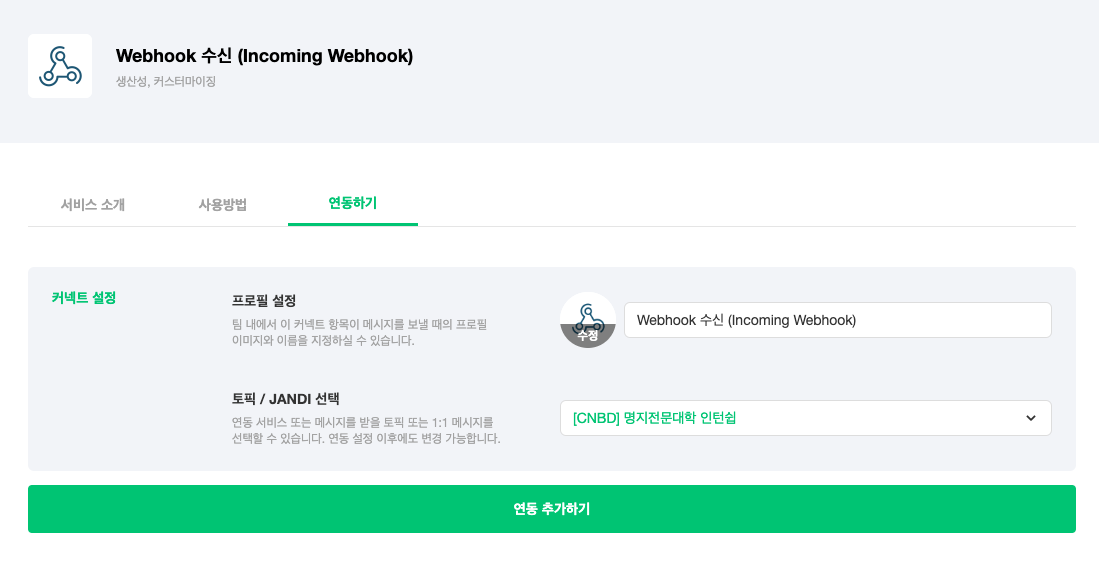 Webhook 수신 (Incoming Webhook)
생산성, 커스터마이징
서비스 소개
사용방법
연동하기
커넥트 설정
프로필 설정
팀 내에서 이 커넥트 항목이 메시지를 보낼 때의 프로필
이미지와 이름을 지정하실 수 있습니다.
수정
Webhook 수신 (Incoming Webhook)
토픽 / JANDI 선택
연동 서비스 또는 메시지를 받을 토픽 또는 1:1 메시지를
선택할 수 있습니다. 연동 설정 이후에도 변경 가능합니다.
[CNBD] 명지전문대학 인턴쉽
연동 추가하기